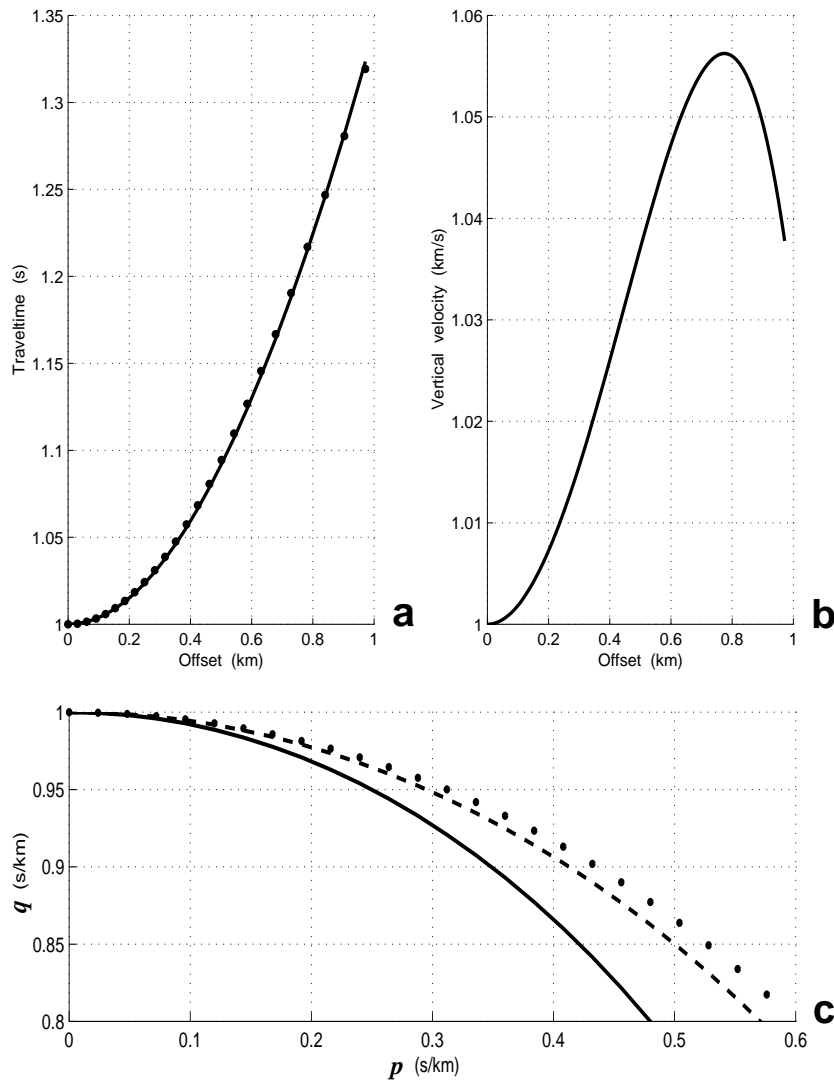 1.35
1.3
1.25
1.2
1.15
1.1
1.05
1
0 0.2 0.4 0.6 0.8 1
Traveltime (s)
Offset (km)
a
1.06
1.05
1.04
1.03
1.02
1.01
1
0 0.2 0.4 0.6 0.8 1
Vertical velocity (km/s)
Offset (km)
b
1
0.95
0.9
0.85
0.8
0 0.1 0.2 0.3 0.4 0.5 0.6
q (s/km)
p (s/km)
c